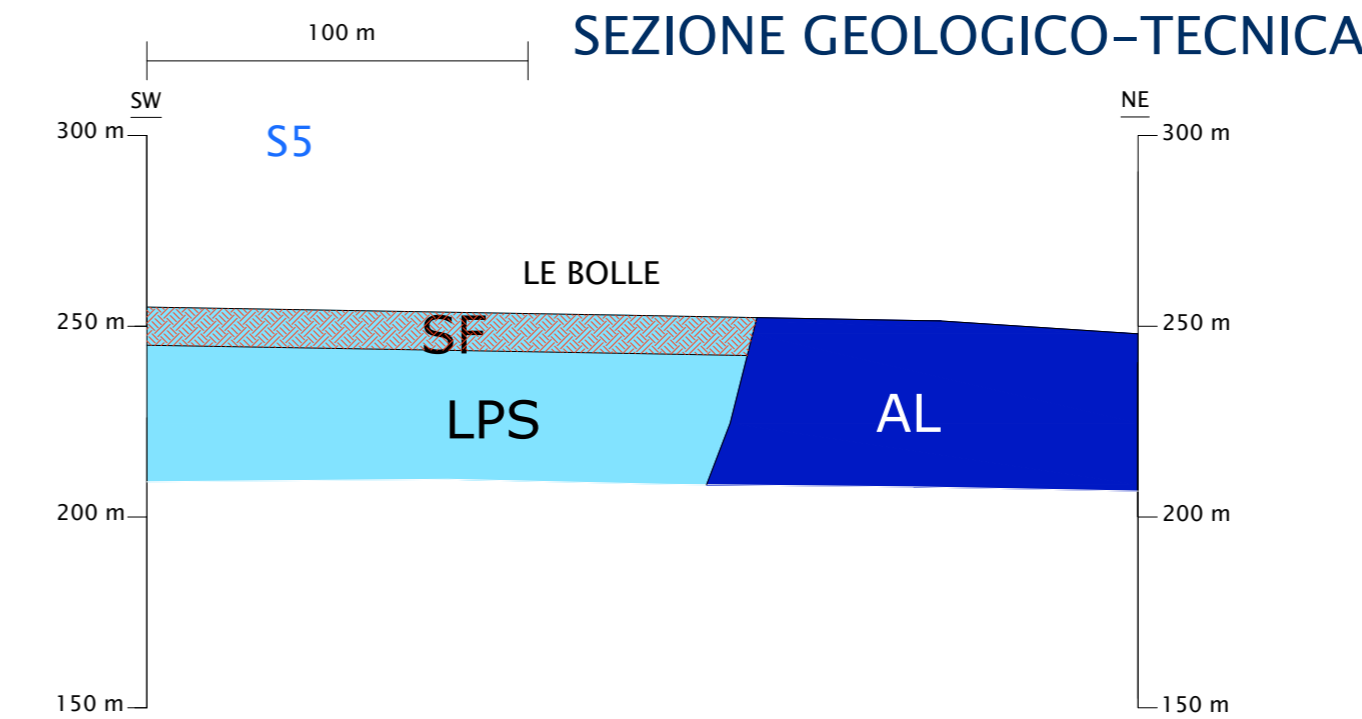 100 m
SEZIONE GEOLOGICO-TECNICA
SW
NE
300 m
300 m
S5
LE BOLLE
250 m
250 m
SF
LPS
AL
200 m
200 m
150 m
150 m